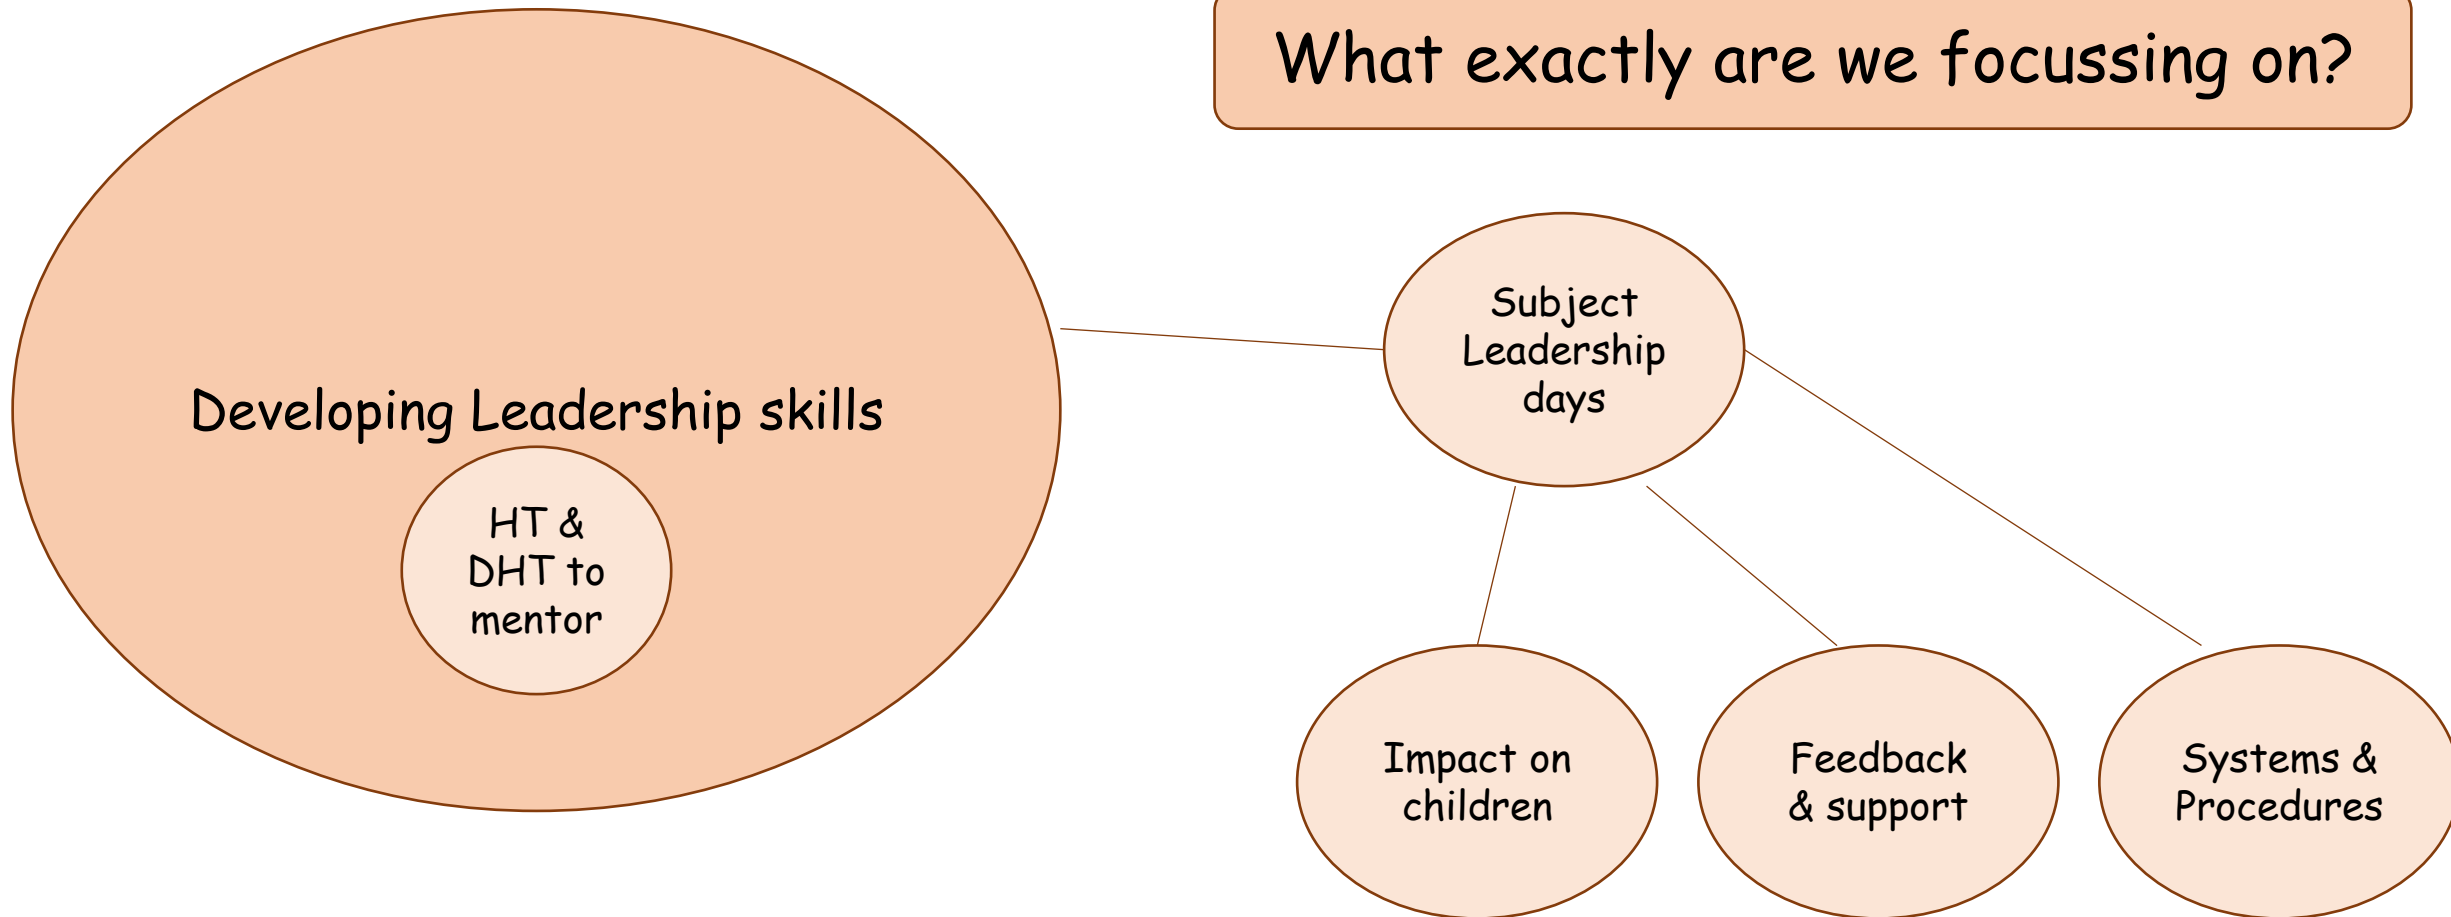 What exactly are we focussing on?
Developing Leadership skills
HT &
DHT to
mentor
Subject
Leadership
days
Impact on
children
Feedback
& support
Systems &
Procedures